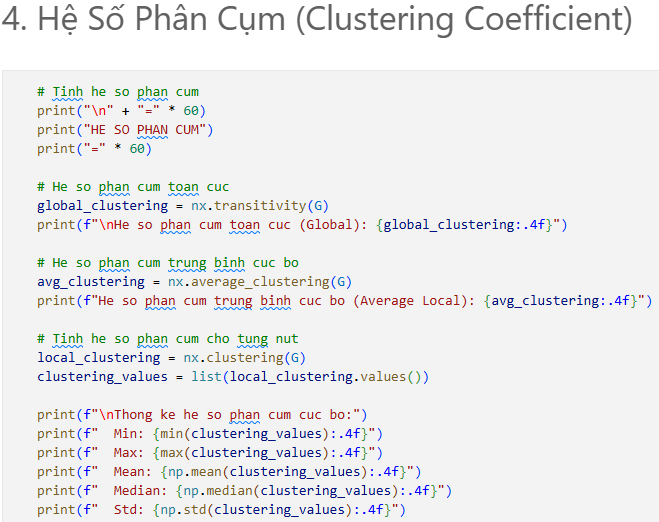 4. Hệ Số Phân Cụm (Clustering Coefficient)
# Tinh he so phan cum
print("\n" + "=" * 60)
print("HE SO PHAN CUM")
print("=" * 60)
# He so phan cum toan cuc
global_clustering = nx.transitivity(G)
print(f"\nHe so phan cum toan cuc (Global): {global_clustering:.4f}")
# He so phan cum trung binh cuc bo
avg_clustering = nx.average_clustering(G)
print(f"He so phan cum trung binh cuc bo (Average Local): {avg_clustering:.4f}")
# Tinh he so phan cum cho tung nut
local_clustering = nx.clustering(G)
clustering_values = list(local_clustering.values())
print(f"\nThong ke he so phan cum cuc bo:")
print(f"  Min: {min(clustering_values):.4f}")
print(f"  Max: {max(clustering_values):.4f}")
print(f"  Mean: {np.mean(clustering_values):.4f}")
print(f"  Median: {np.median(clustering_values):.4f}")
print(f"  Std: {np.std(clustering_values):.4f}")